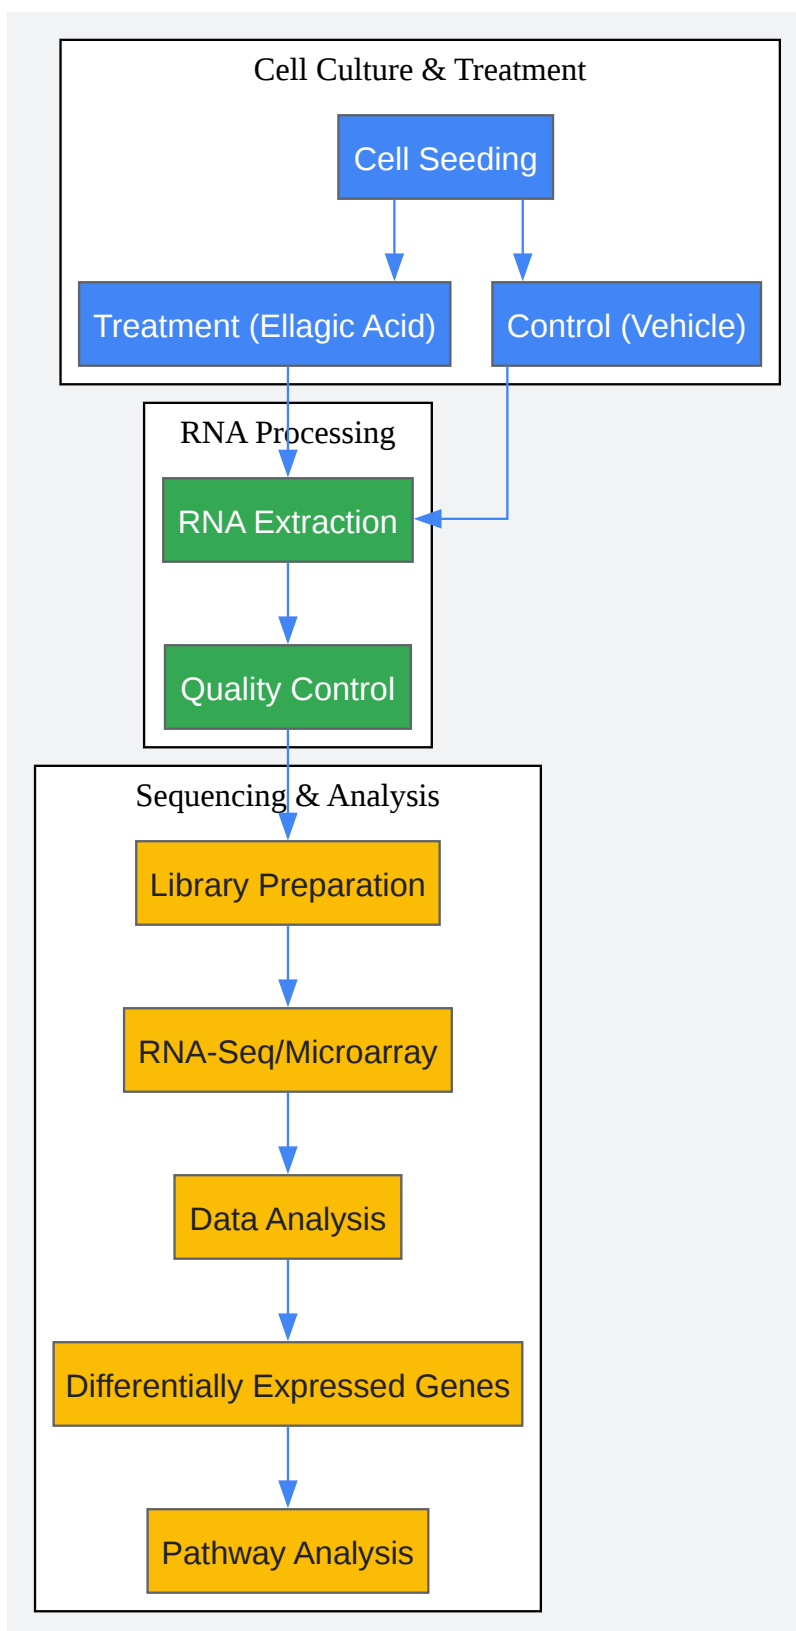 Cell Culture & Treatment
Cell Seeding
Treatment (Ellagic Acid)
Control (Vehicle)
RNA Processing
RNA Extraction
Quality Control
Sequencing & Analysis
Library Preparation
RNA-Seq/Microarray
Data Analysis
Differentially Expressed Genes
Pathway Analysis